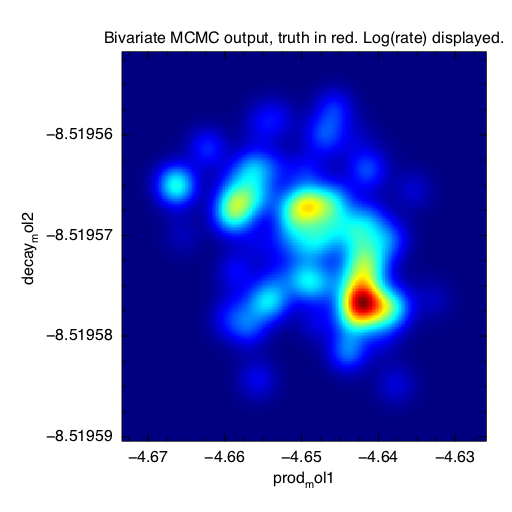 Bivariate MCMC output, truth in red. Log(rate) displayed.
−8.51956
−8.51957
−8.51958
−8.51959
decay_mol2
−4.67 −4.66 −4.65 −4.64 −4.63
prod_mol1